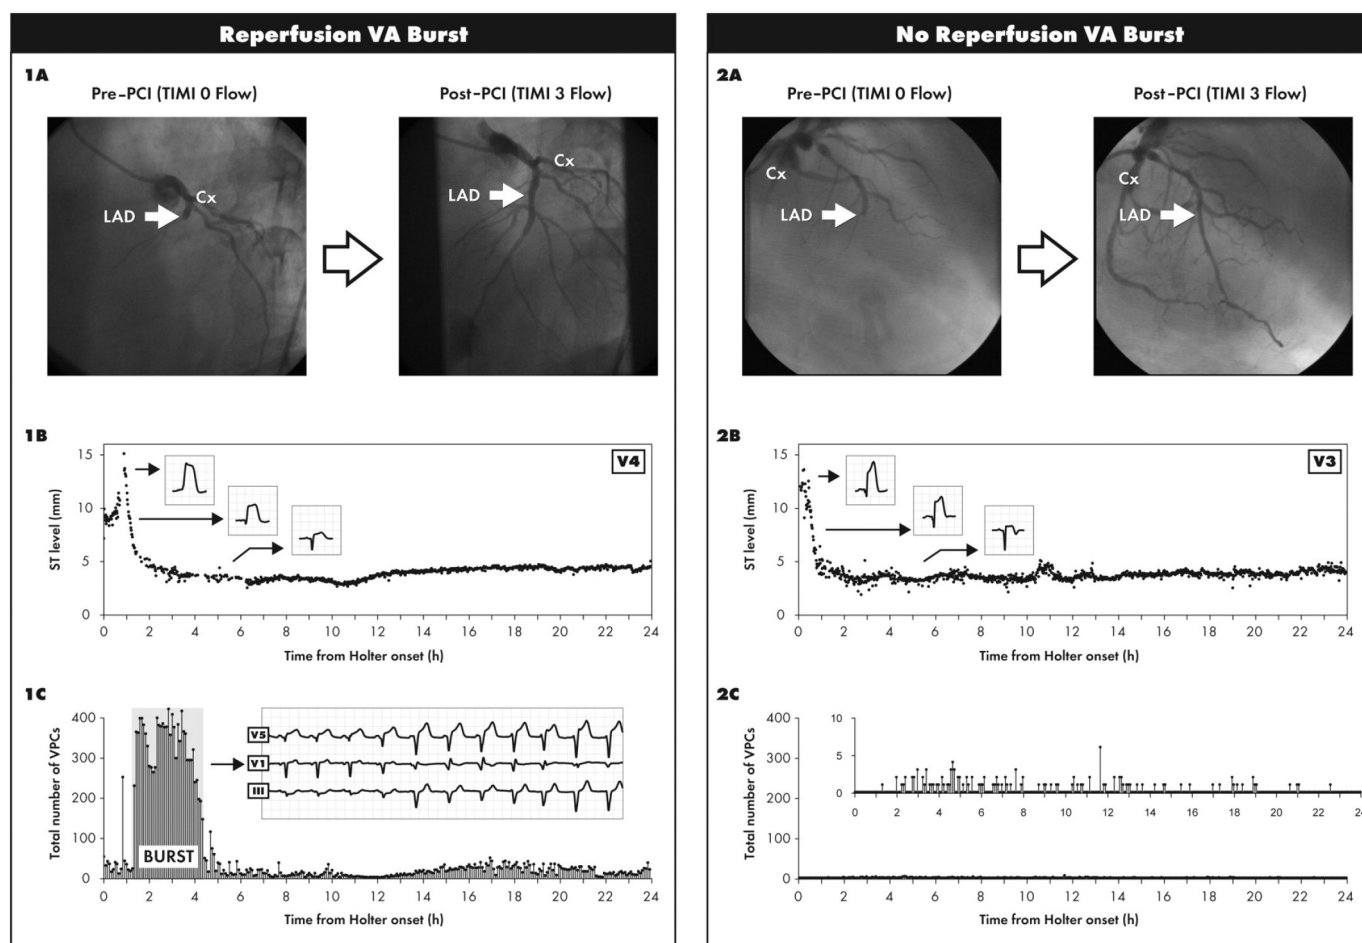 Reperfusion VA Burst
1A
Pre-PCI (TIMI 0 Flow)
Post-PCI (TIMI 3 Flow)
Cx
LAD
Cx
LAD
1B
15
10
5
0
ST level (mm)
V4
0 2 4 6 8 10 12 14 16 18 20 22 24
Time from Holter onset (h)
1C
400
300
200
100
0
Total number of VPCs
BURST
V5
V1
III
0 2 4 6 8 10 12 14 16 18 20 22 24
Time from Holter onset (h)
No Reperfusion VA Burst
2A
Pre-PCI (TIMI 0 Flow)
Post-PCI (TIMI 3 Flow)
Cx
LAD
Cx
LAD
2B
15
10
5
0
ST level (mm)
V3
0 2 4 6 8 10 12 14 16 18 20 22 24
Time from Holter onset (h)
2C
400
300
200
100
0
Total number of VPCs
10
5
0
0 2 4 6 8 10 12 14 16 18 20 22 24
0 2 4 6 8 10 12 14 16 18 20 22 24
Time from Holter onset (h)